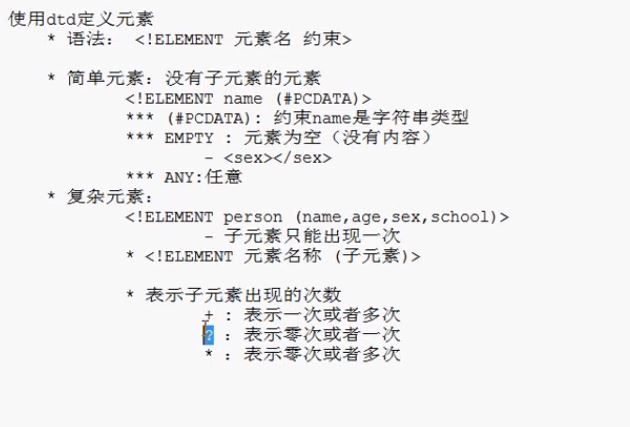 使用dtd定义元素
* 语法： <!ELEMENT 元素名 约束>
* 简单元素：没有子元素的元素
<!ELEMENT name (#PCDATA)>
*** (#PCDATA): 约束name是字符串类型
*** EMPTY : 元素为空（没有内容）
- <sex></sex>
*** ANY:任意
* 复杂元素：
<!ELEMENT person (name,age,sex,school)>
- 子元素只能出现一次
* <!ELEMENT 元素名称 (子元素)>
* 表示子元素出现的次数
+ : 表示一次或者多次
? : 表示零次或者一次
* : 表示零次或者多次